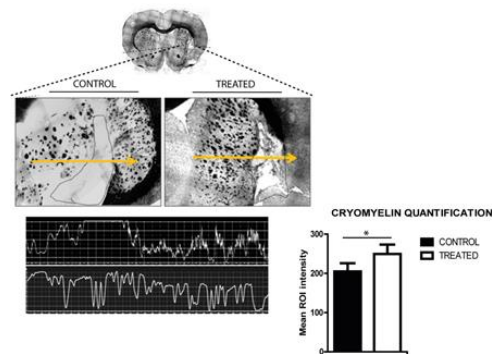 CONTROL
TREATED
CRYOMYELIN QUANTIFICATION
*
CONTROL
TREATED
Mean ROI intensity
300
200
100
0